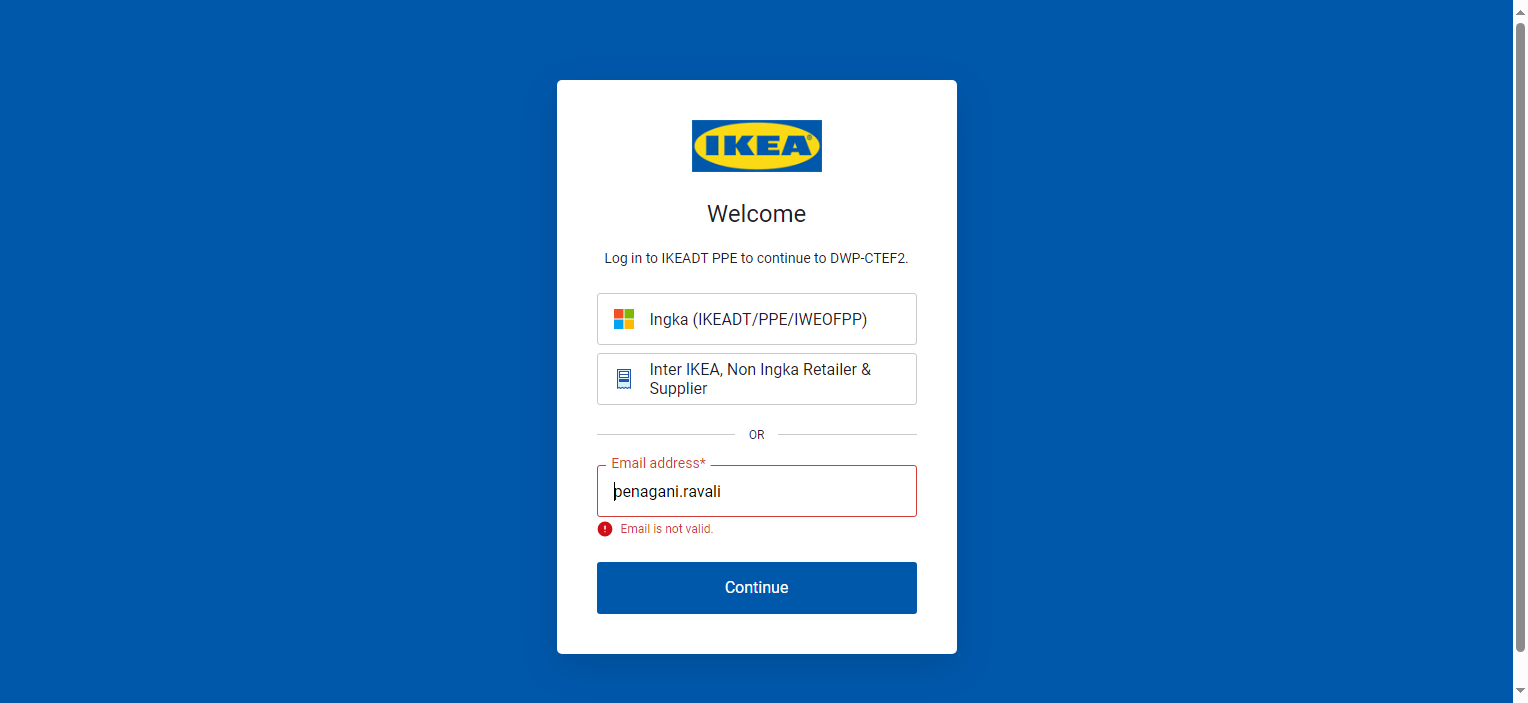 IKEA
Welcome
Log in to IKEADT PPE to continue to DWP-CTEF2.
Ingka (IKEADT/PPE/IWEOFPP)
Inter IKEA, Non Ingka Retailer &
Supplier
OR
Email address*
penagani.ravali
Email is not valid.
Continue